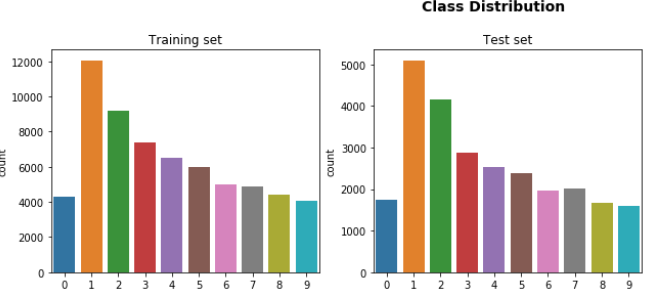 Class Distribution
Training set
12000
10000
8000
6000
4000
2000
0
count
0 1 2 3 4 5 6 7 8 9
Test set
5000
4000
3000
2000
1000
0
count
0 1 2 3 4 5 6 7 8 9